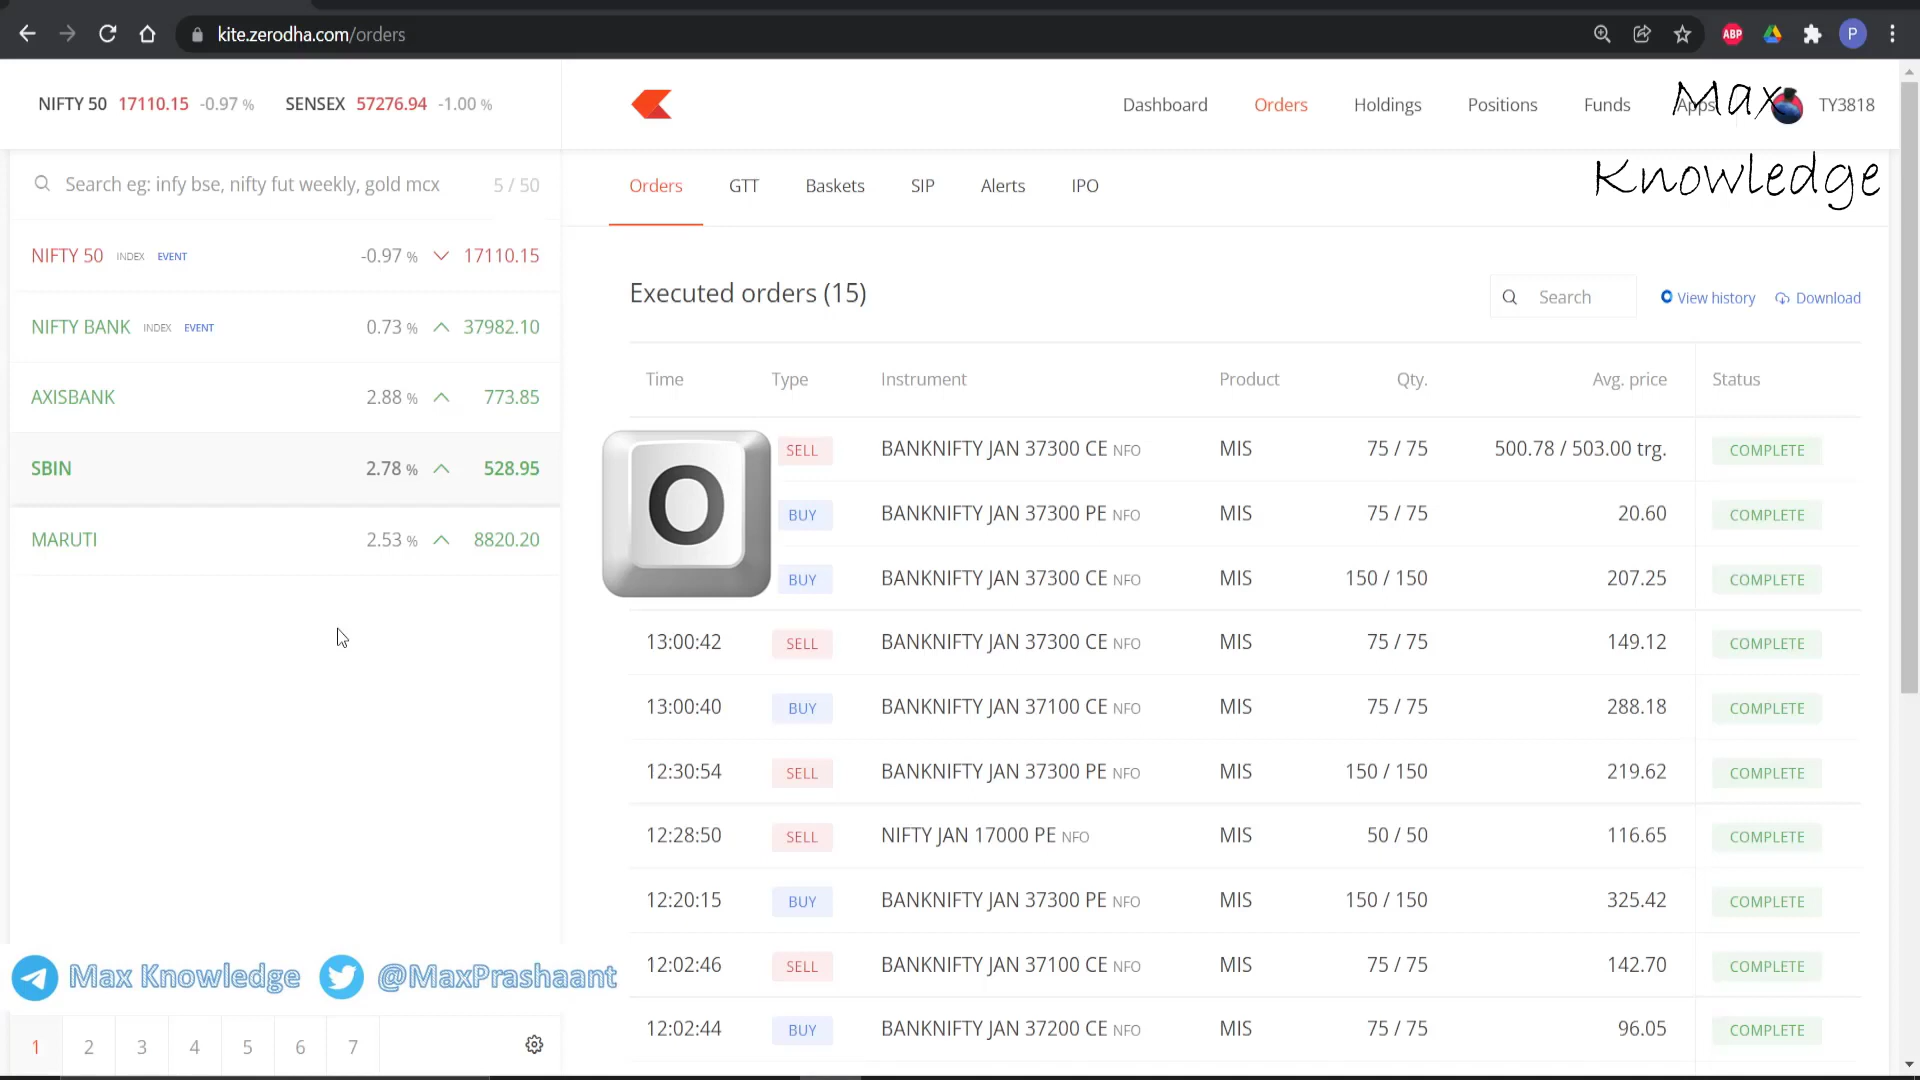 kite.zerodha.com/orders
ABP
P
NIFTY 50 17110.15 -0.97 % SENSEX 57276.94 -1.00 %
Dashboard Orders Holdings Positions Funds Apps TY3818
Max
Knowledge
Search eg: infy bse, nifty fut weekly, gold mcx 5 / 50
Orders GTT Baskets SIP Alerts IPO
NIFTY 50 INDEX EVENT -0.97 % 17110.15
NIFTY BANK INDEX EVENT 0.73 % 37982.10
AXISBANK 2.88 % 773.85
SBIN 2.78 % 528.95
MARUTI 2.53 % 8820.20
Executed orders (15) Search View history Download
Time Type Instrument Product Qty. Avg. price Status
SELL BANKNIFTY JAN 37300 CE NFO MIS 75 / 75 500.78 / 503.00 trg. COMPLETE
O
BUY BANKNIFTY JAN 37300 PE NFO MIS 75 / 75 20.60 COMPLETE
BUY BANKNIFTY JAN 37300 CE NFO MIS 150 / 150 207.25 COMPLETE
13:00:42 SELL BANKNIFTY JAN 37300 CE NFO MIS 75 / 75 149.12 COMPLETE
13:00:40 BUY BANKNIFTY JAN 37100 CE NFO MIS 75 / 75 288.18 COMPLETE
12:30:54 SELL BANKNIFTY JAN 37300 PE NFO MIS 150 / 150 219.62 COMPLETE
12:28:50 SELL NIFTY JAN 17000 PE NFO MIS 50 / 50 116.65 COMPLETE
12:20:15 BUY BANKNIFTY JAN 37300 PE NFO MIS 150 / 150 325.42 COMPLETE
12:02:46 SELL BANKNIFTY JAN 37100 CE NFO MIS 75 / 75 142.70 COMPLETE
12:02:44 BUY BANKNIFTY JAN 37200 CE NFO MIS 75 / 75 96.05 COMPLETE
Max Knowledge @MaxPrashaant
1 2 3 4 5 6 7